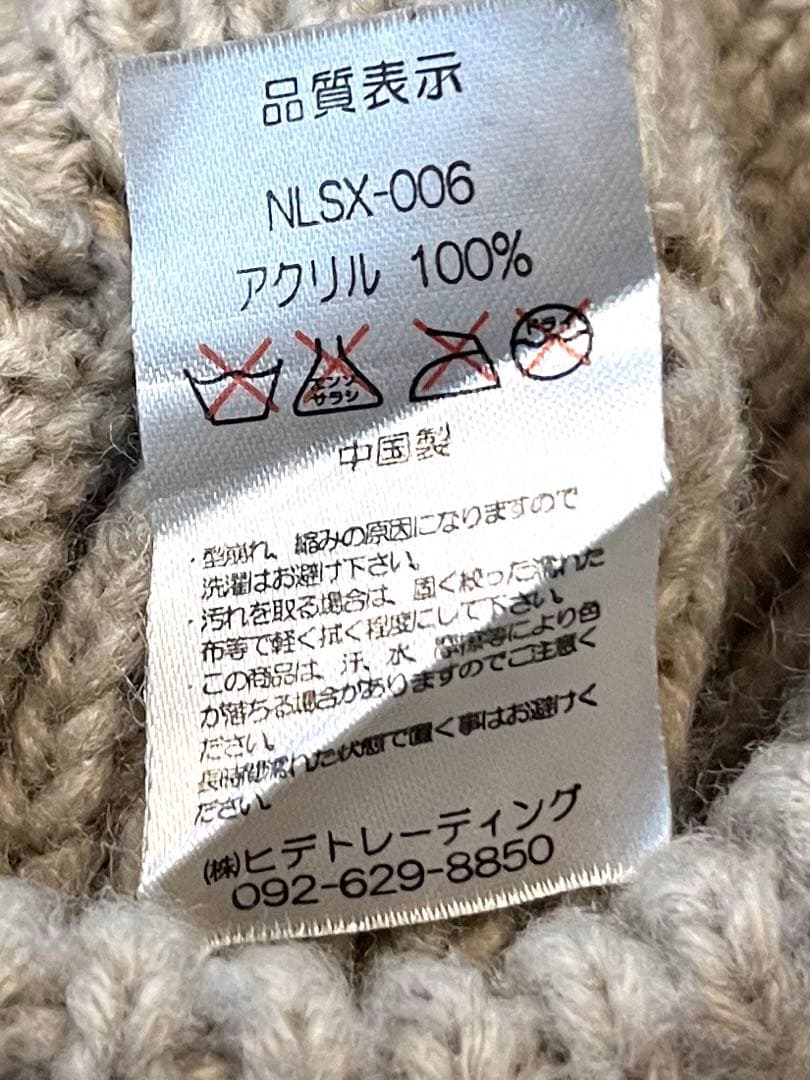 品質表示
NLSX-006
アクリル 100%
エンソ
サラシ
ドライ
中国製
・型崩れ、縮みの原因になりますので
洗濯はお避け下さい。
・汚れを取る場合は、固く絞った濡れた
布等で軽く拭く程度にして下さい。
・この商品は、汗、水、摩擦等により色
が落ちる場合がありますのでご注意く
ださい。
長時間濡れた状態で置く事はお避けく
ださい。
(株)ヒデトレーディング
092-629-8850